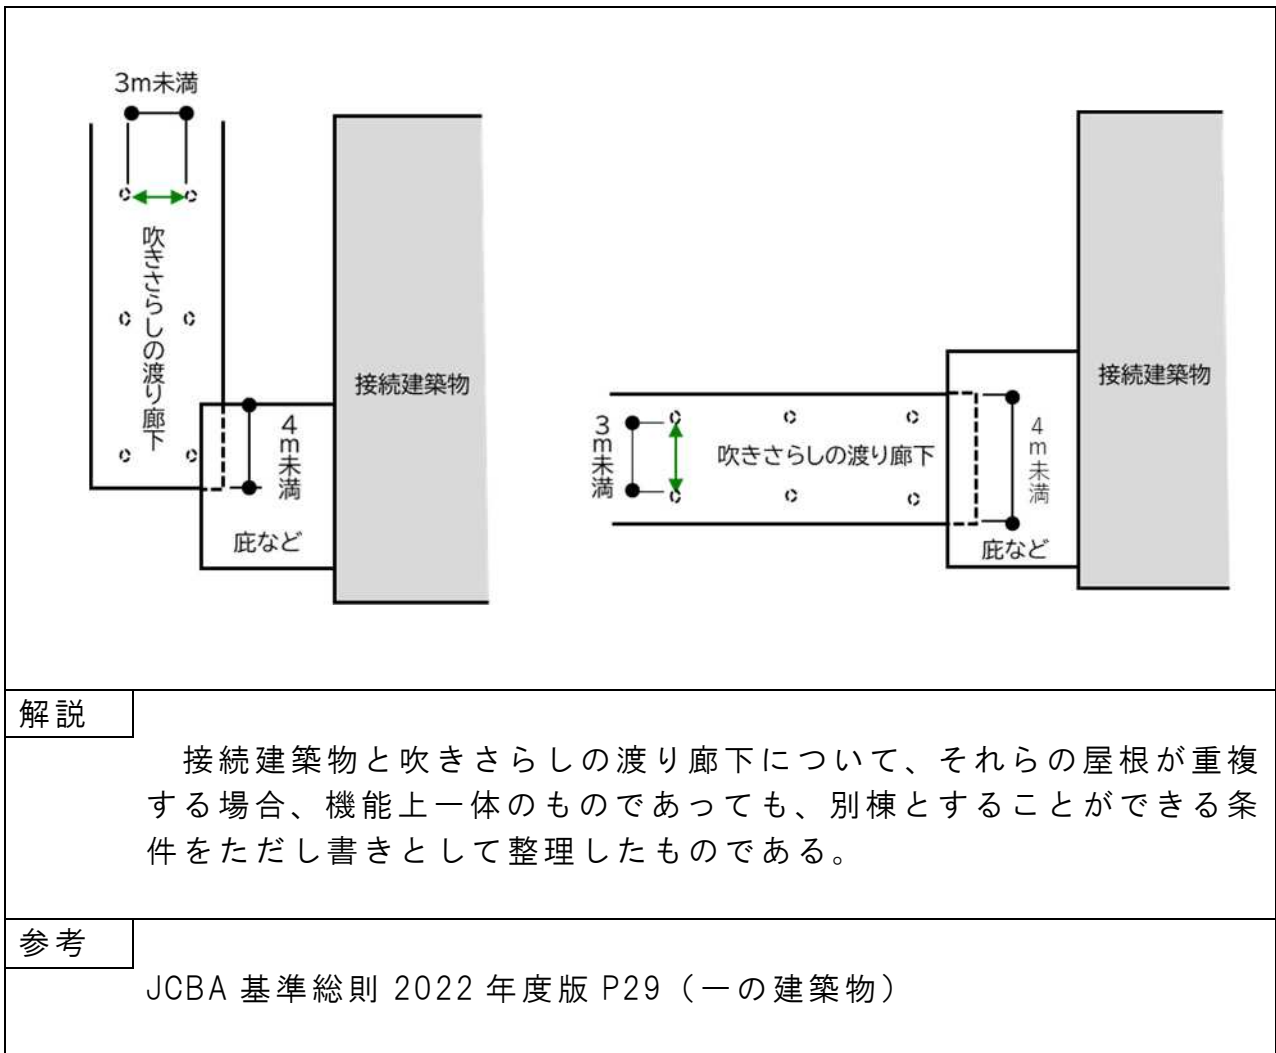 3m未満
吹きさらしの渡り廊下
接続建築物
4m未満
庇など
3m未満
吹きさらしの渡り廊下
接続建築物
4m未満
庇など
解説
接続建築物と吹きさらしの渡り廊下について、それらの屋根が重複
する場合、機能上一体のものであっても、別棟とすることができる条
件をただし書きとして整理したものである。
参考
JCBA 基準総則 2022 年度版 P29（一の建築物）